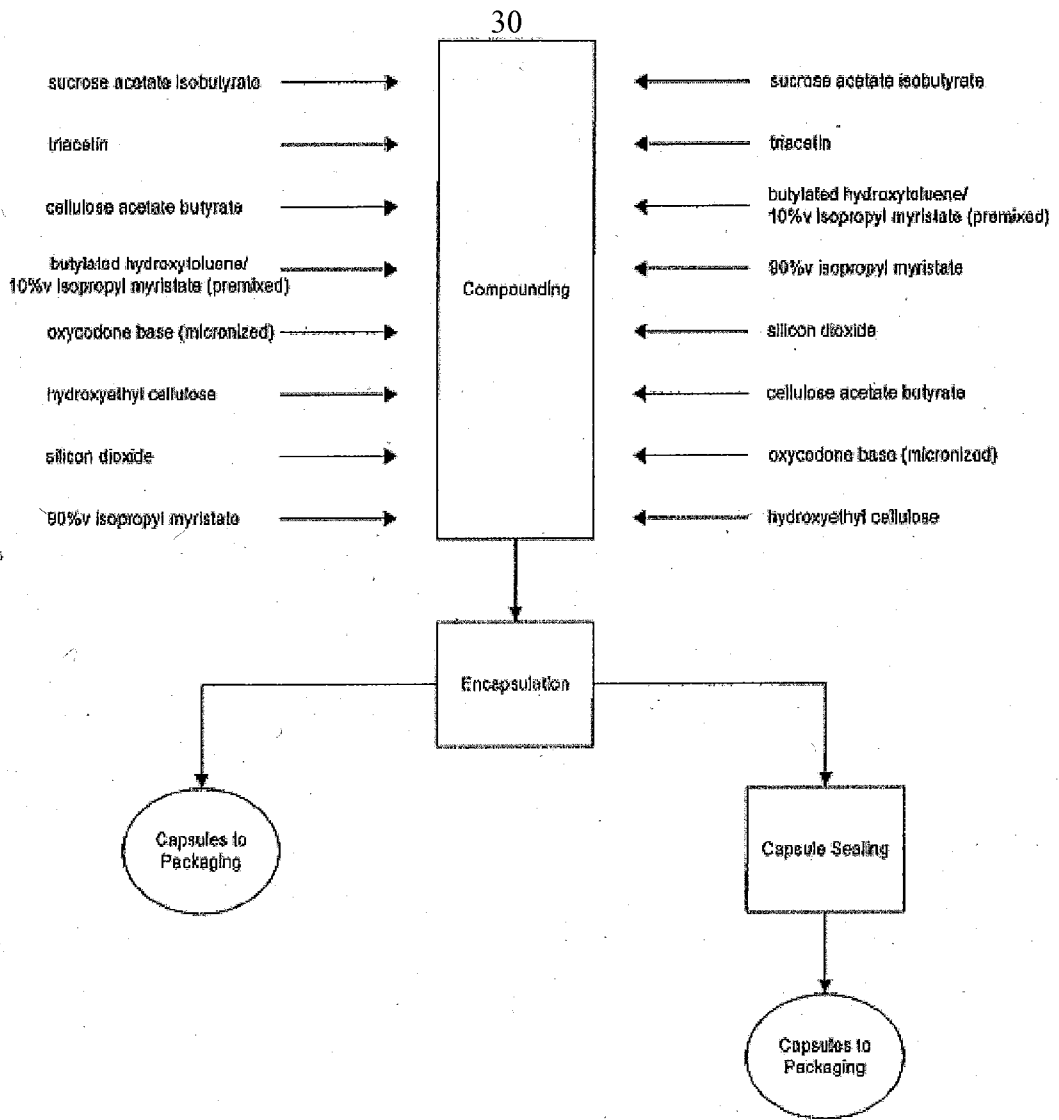 30
sucrose acetate isobutyrate
triacetin
cellulose acetate butyrate
butylated hydroxytoluene/
10%v isopropyl myristate (premixed)
oxycodone base (micronized)
hydroxyethyl cellulose
silicon dioxide
90%v isopropyl myristate
Compounding
sucrose acetate isobutyrate
triacetin
butylated hydroxytoluene/
10%v isopropyl myristate (premixed)
90%v isopropyl myristate
silicon dioxide
cellulose acetate butyrate
oxycodone base (micronized)
hydroxyethyl cellulose
Encapsulation
Capsules to
Packaging
Capsule Sealing
Capsules to
Packaging